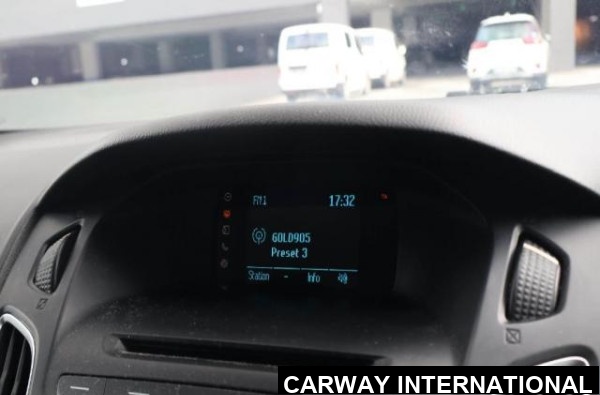 FM1 17:32
GOLD905
Preset 3
Station - Info
CARWAY INTERNATIONAL